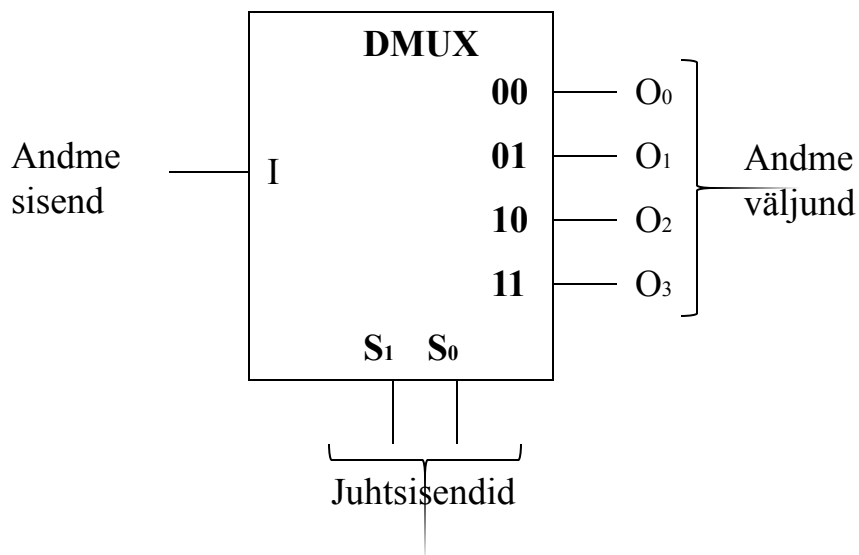 DMUX
00 O₀
Andme
sisend
I
01 O₁
Andme
väljund
10 O₂
11 O₃
S₁ S₀
Juhtsisendid